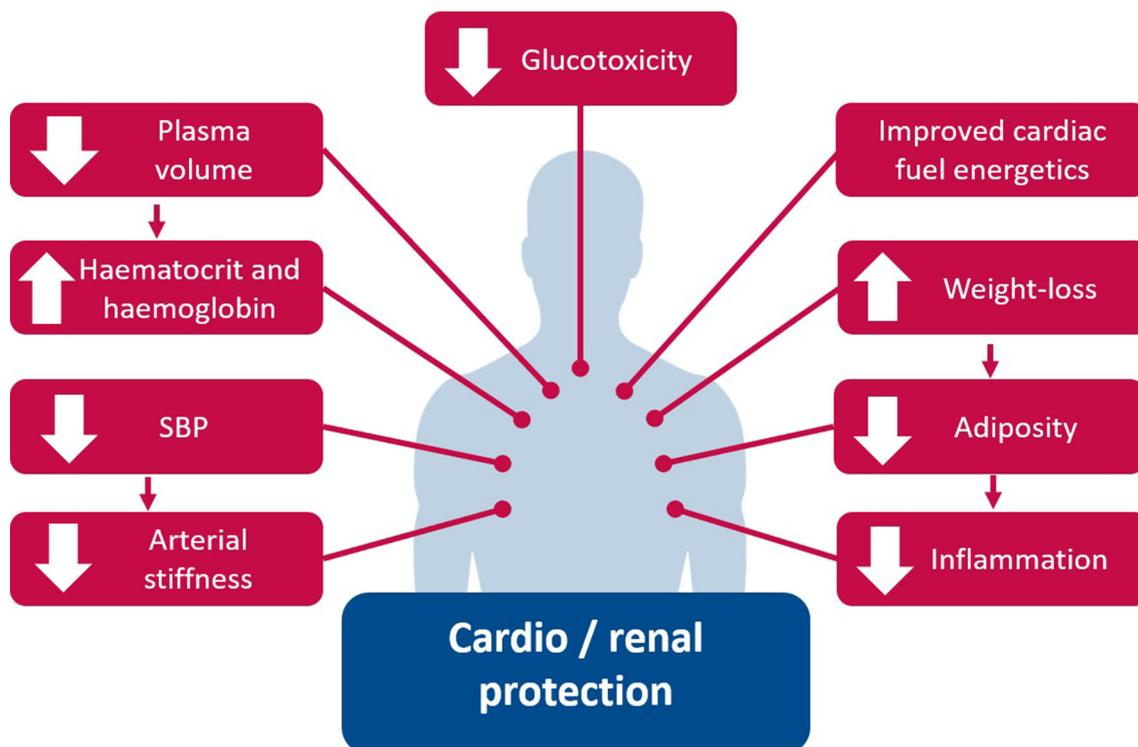 Glucotoxicity
Plasma
volume
Haematocrit and
haemoglobin
SBP
Arterial
stiffness
Improved cardiac
fuel energetics
Weight-loss
Adiposity
Inflammation
Cardio / renal
protection